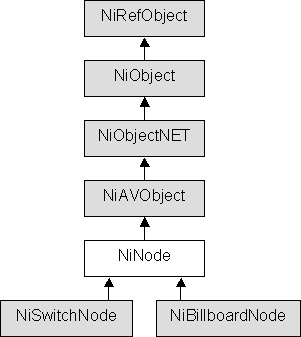 NiRefObject
NiObject
NiObjectNET
NiAVObject
NiNode
NiSwitchNode
NiBillboardNode